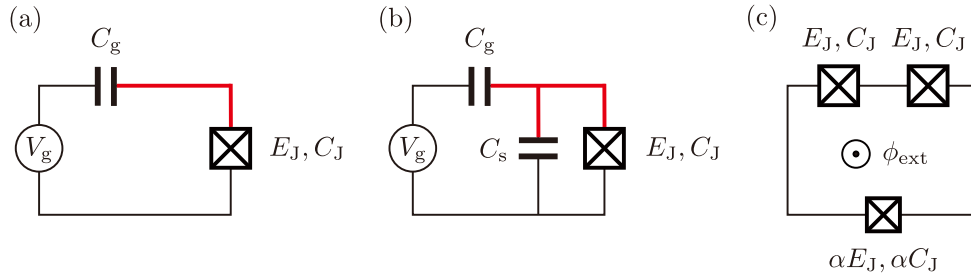 (a)
C_g
V_g
E_J, C_J
(b)
C_g
V_g
C_s
E_J, C_J
(c)
E_J, C_J E_J, C_J
ϕ_ext
αE_J, αC_J